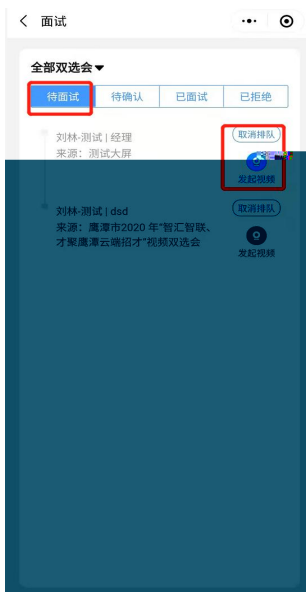 面试
全部双选会
待面试 待确认 已面试 已拒绝
刘林-测试 | 经理
取消排队
来源：测试大屏
发起视频
刘林-测试 | dsd
取消排队
来源：鹰潭市2020 年“智汇智联、
才聚鹰潭云端招才”视频双选会
发起视频